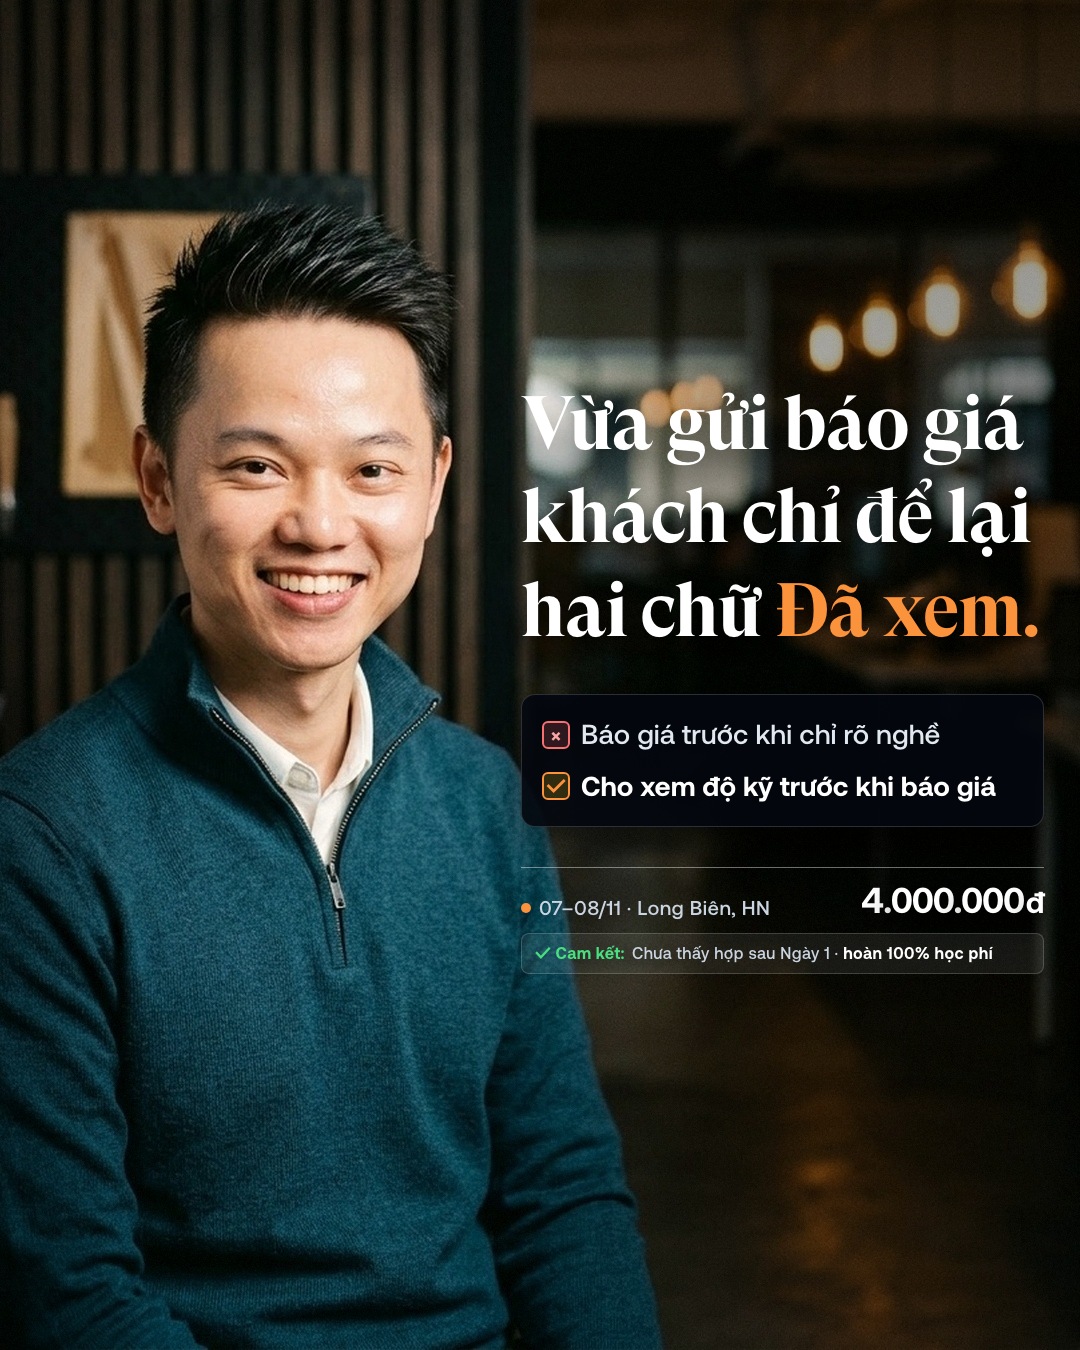 Vừa gửi báo giá
khách chỉ để lại
hai chữ Đã xem.
Báo giá trước khi chỉ rõ nghề
Cho xem độ kỹ trước khi báo giá
07–08/11 · Long Biên, HN
4.000.000đ
Cam kết: Chưa thấy hợp sau Ngày 1 · hoàn 100% học phí